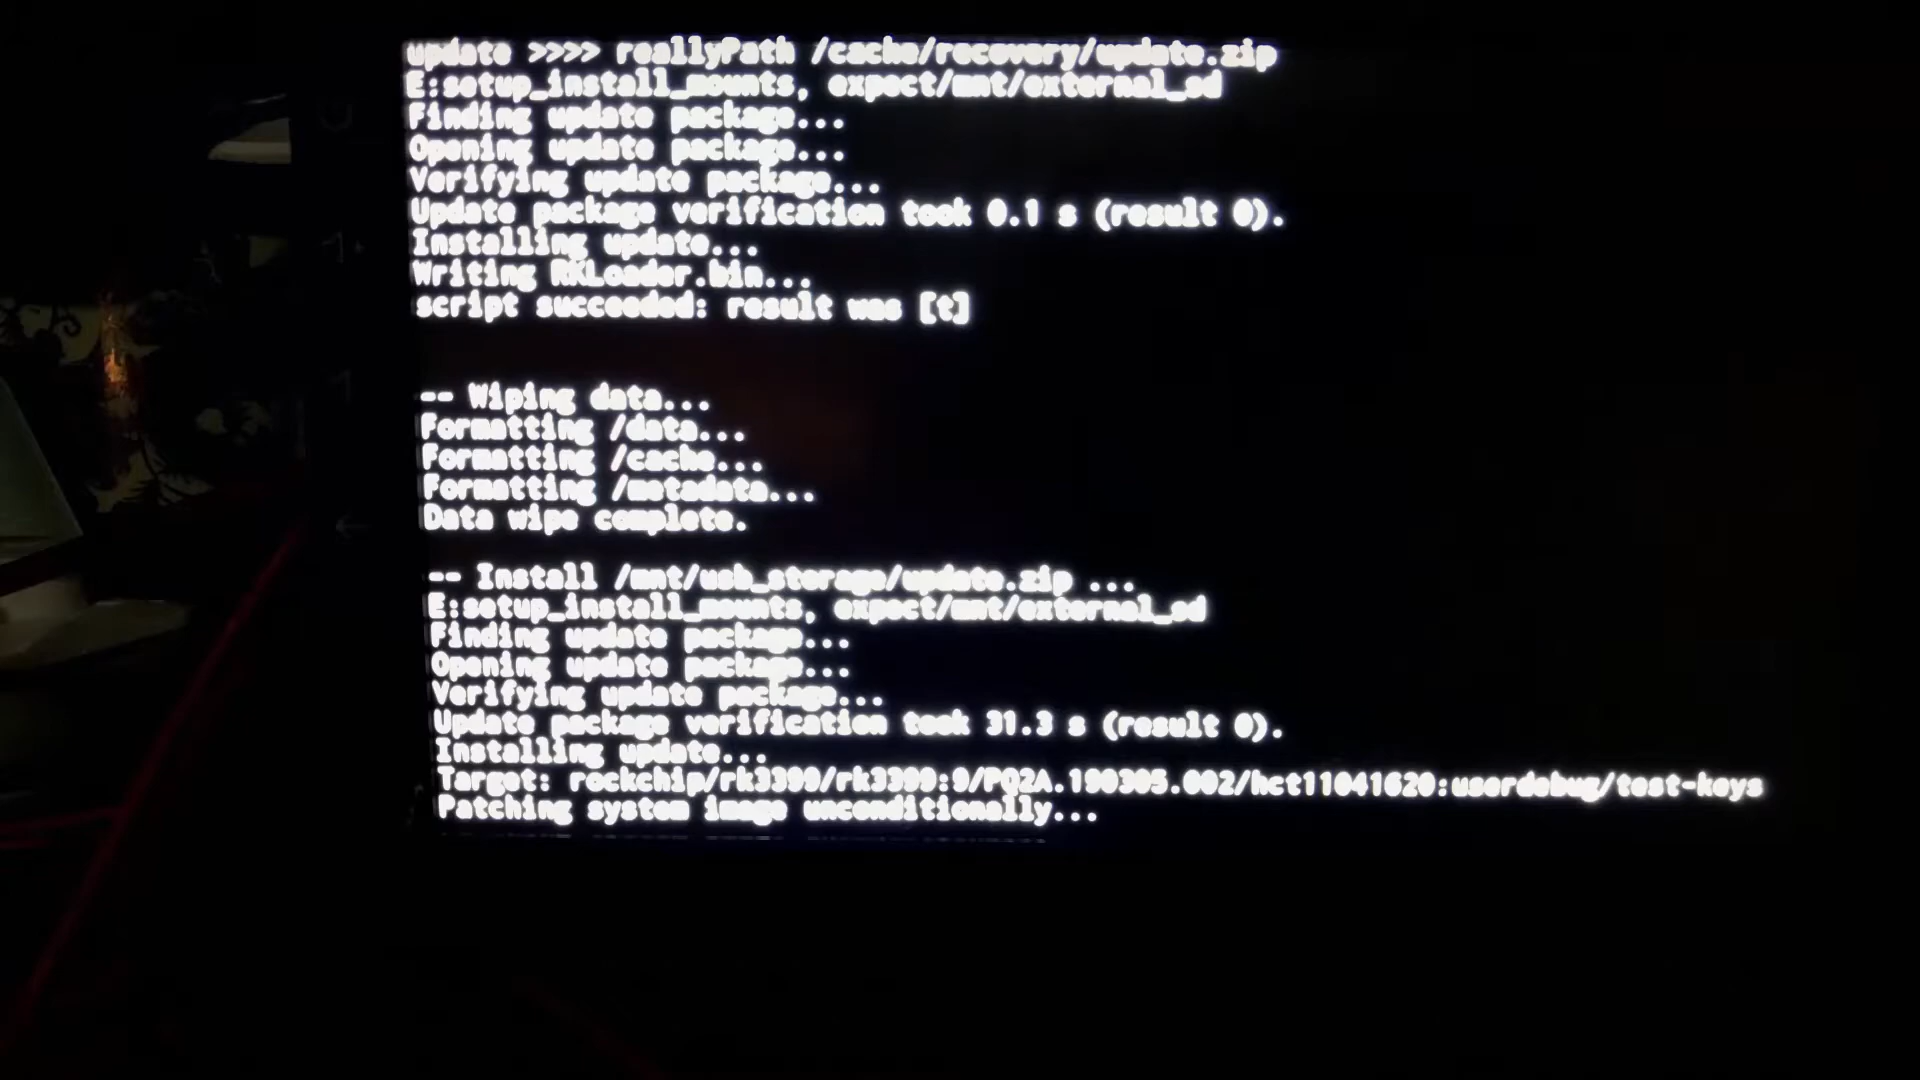 update >>>> reallyPath /cache/recovery/update.zip
E:setup_install_mounts, expect/mnt/external_sd
Finding update package...
Opening update package...
Verifying update package...
Update package verification took 0.1 s (result 0).
Installing update...
Writing RKLoader.bin...
script succeeded: result was [t]
-- Wiping data...
Formatting /data...
Formatting /cache...
Formatting /metadata...
Data wipe complete.
-- Install /mnt/usb_storage/update.zip ...
E:setup_install_mounts, expect/mnt/external_sd
Finding update package...
Opening update package...
Verifying update package...
Update package verification took 31.3 s (result 0).
Installing update...
Target: rockchip/rk3399/rk3399:9/PQ2A.190305.002/hct11041620:userdebug/test-keys
Patching system image unconditionally...